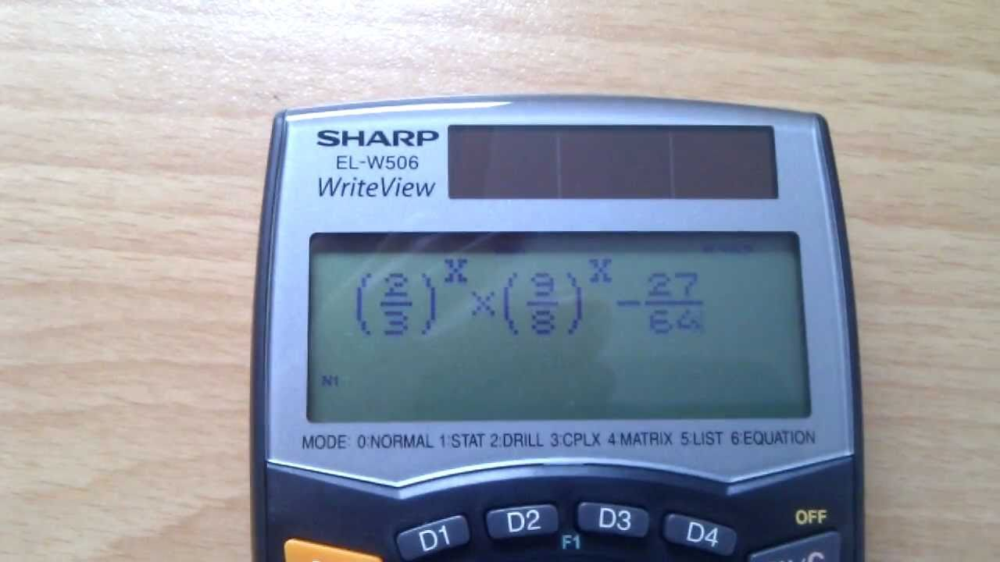 SHARP
EL-W506
WriteView
(2/3)^X×(9/8)^X-27/64
N1
MODE: 0:NORMAL 1:STAT 2:DRILL 3:CPLX 4:MATRIX 5:LIST 6:EQUATION
D1 D2 D3 D4
F1
OFF